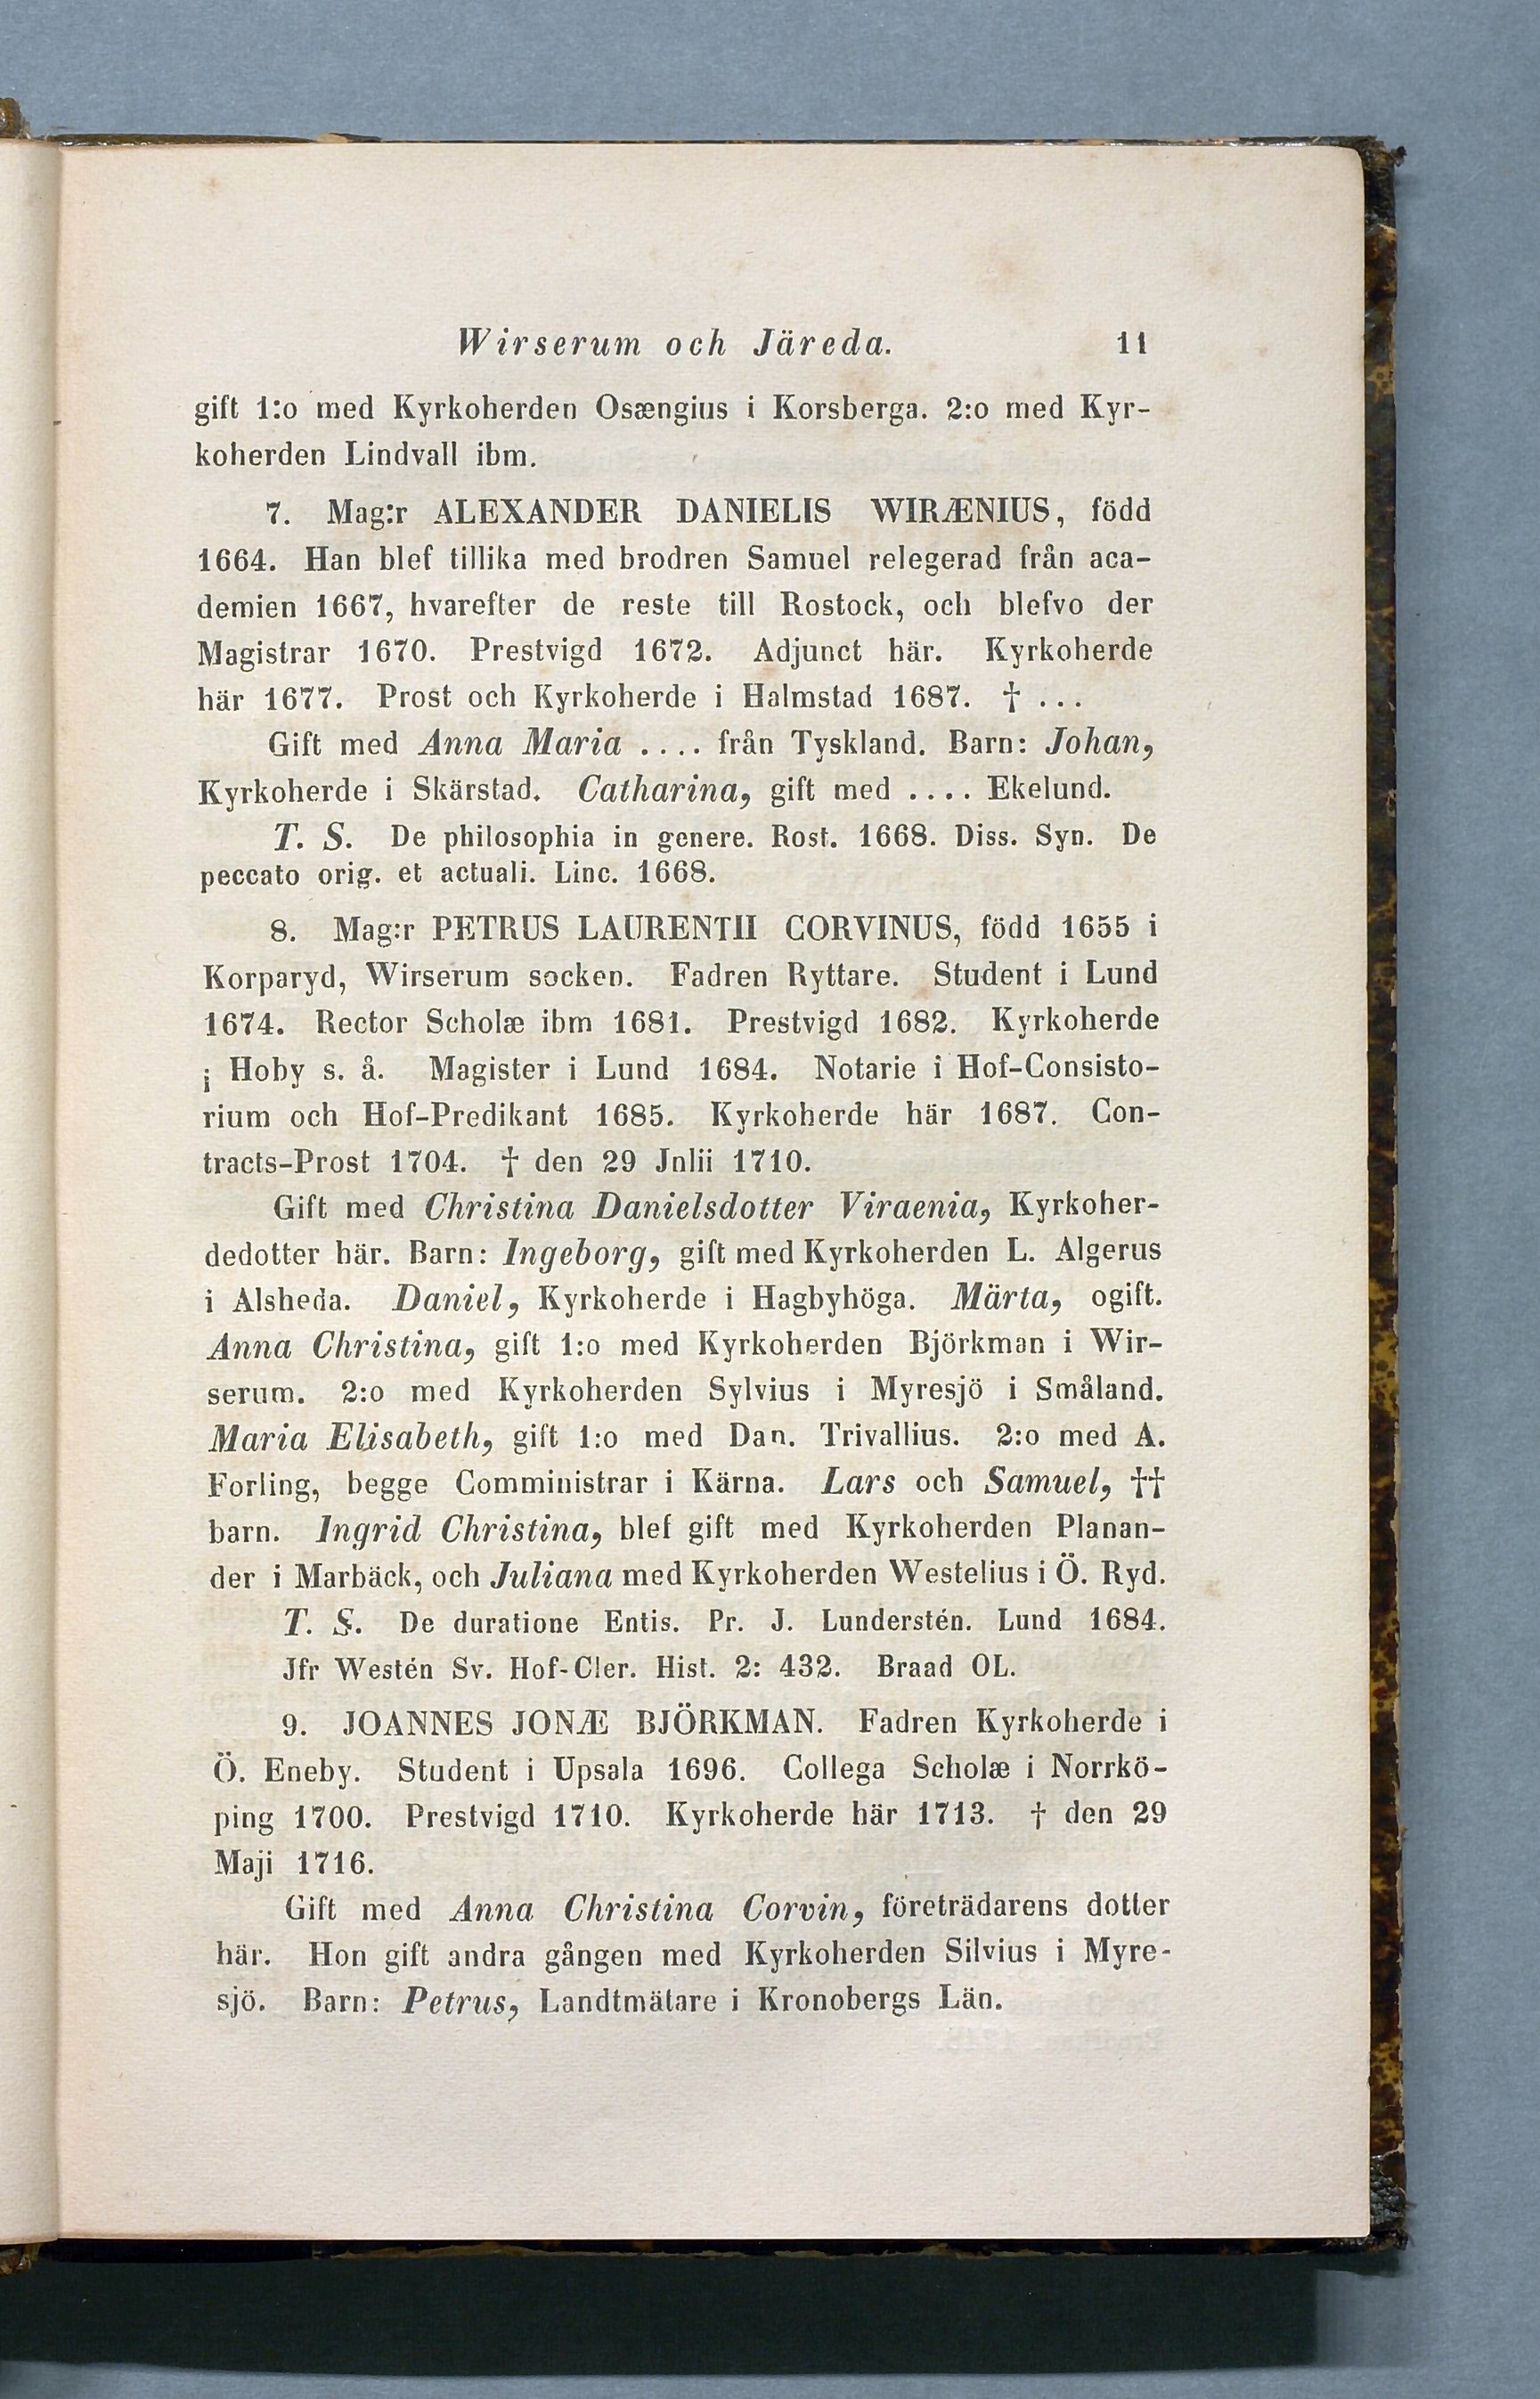 Wirserum och Järeda. 11
gift 1:o med Kyrkoherden Osængius i Korsberga. 2:o med Kyr-
koherden Lindvall ibm.
7. Mag:r ALEXANDER DANIELIS WIRÆNIUS, född
1664. Han blef tillika med brodren Samuel relegerad från aca-
demien 1667, hvarefter de reste till Rostock, och blefvo der
Magistrar 1670. Prestvigd 1672. Adjunct här. Kyrkoherde
här 1677. Prost och Kyrkoherde i Halmstad 1687. † ...
Gift med Anna Maria .... från Tyskland. Barn: Johan,
Kyrkoherde i Skärstad. Catharina, gift med .... Ekelund.
T. S. De philosophia in genere. Rost. 1668. Diss. Syn. De
peccato orig. et actuali. Linc. 1668.
8. Mag:r PETRUS LAURENTII CORVINUS, född 1655 i
Korparyd, Wirserum socken. Fadren Ryttare. Student i Lund
1674. Rector Scholæ ibm 1681. Prestvigd 1682. Kyrkoherde
i Hoby s. å. Magister i Lund 1684. Notarie i Hof-Consisto-
rium och Hof-Predikant 1685. Kyrkoherde här 1687. Con-
tracts-Prost 1704. † den 29 Jnlii 1710.
Gift med Christina Danielsdotter Viraenia, Kyrkoher-
dedotter här. Barn: Ingeborg, gift med Kyrkoherden L. Algerus
i Alsheda. Daniel, Kyrkoherde i Hagbyhöga. Märta, ogift.
Anna Christina, gift 1:o med Kyrkoherden Björkman i Wir-
serum. 2:o med Kyrkoherden Sylvius i Myresjö i Småland.
Maria Elisabeth, gift 1:o med Dan. Trivallius. 2:o med A.
Forling, begge Comministrar i Kärna. Lars och Samuel, ††
barn. Ingrid Christina, blef gift med Kyrkoherden Planan-
der i Marbäck, och Juliana med Kyrkoherden Westelius i Ö. Ryd.
T. S. De duratione Entis. Pr. J. Lunderstén. Lund 1684.
Jfr Westén Sv. Hof-Cler. Hist. 2: 432. Braad OL.
9. JOANNES JONÆ BJÖRKMAN. Fadren Kyrkoherde i
Ö. Eneby. Student i Upsala 1696. Collega Scholæ i Norrkö-
ping 1700. Prestvigd 1710. Kyrkoherde här 1713. † den 29
Maji 1716.
Gift med Anna Christina Corvin, företrädarens dotter
här. Hon gift andra gången med Kyrkoherden Silvius i Myre-
sjö. Barn: Petrus, Landtmätare i Kronobergs Län.